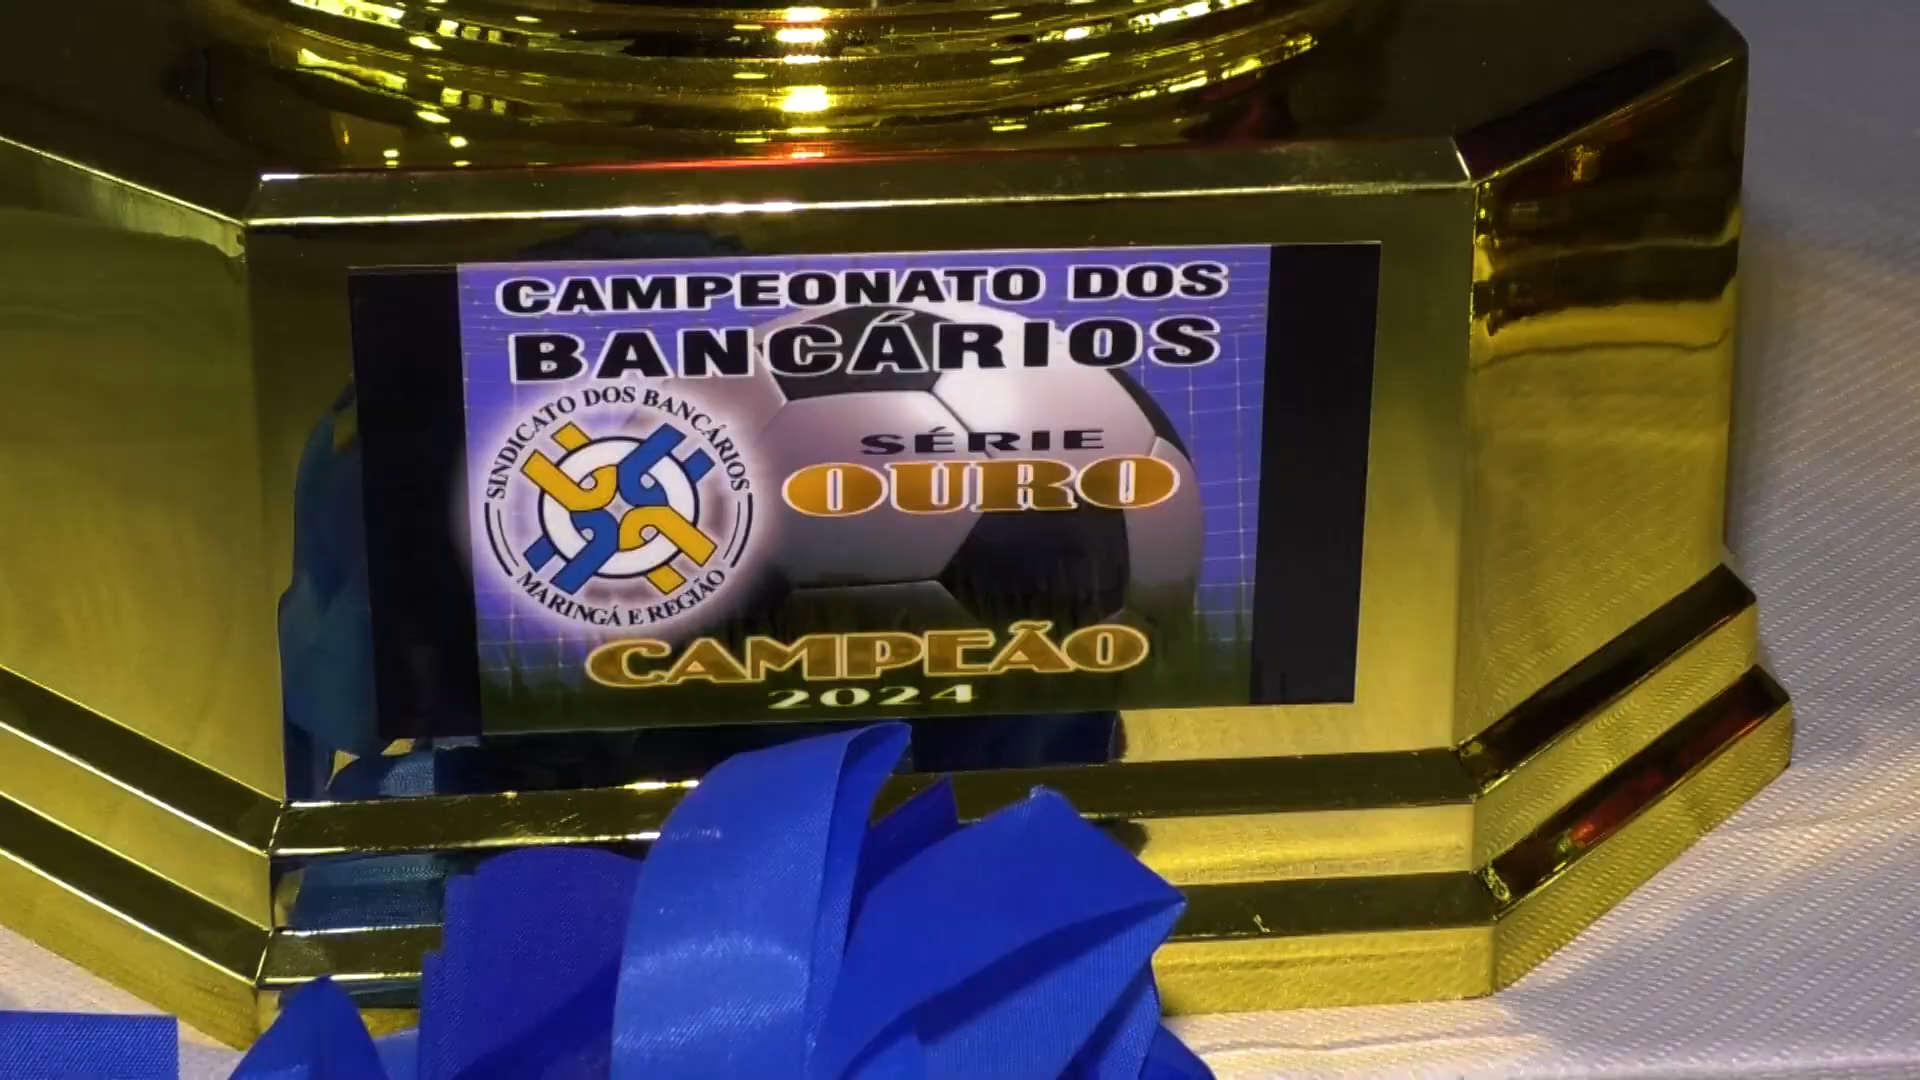 CAMPEONATO DOS
BANCÁRIOS
SINDICATO DOS BANCÁRIOS
MARINGÁ E REGIÃO
SÉRIE
OURO
CAMPEÃO
2024